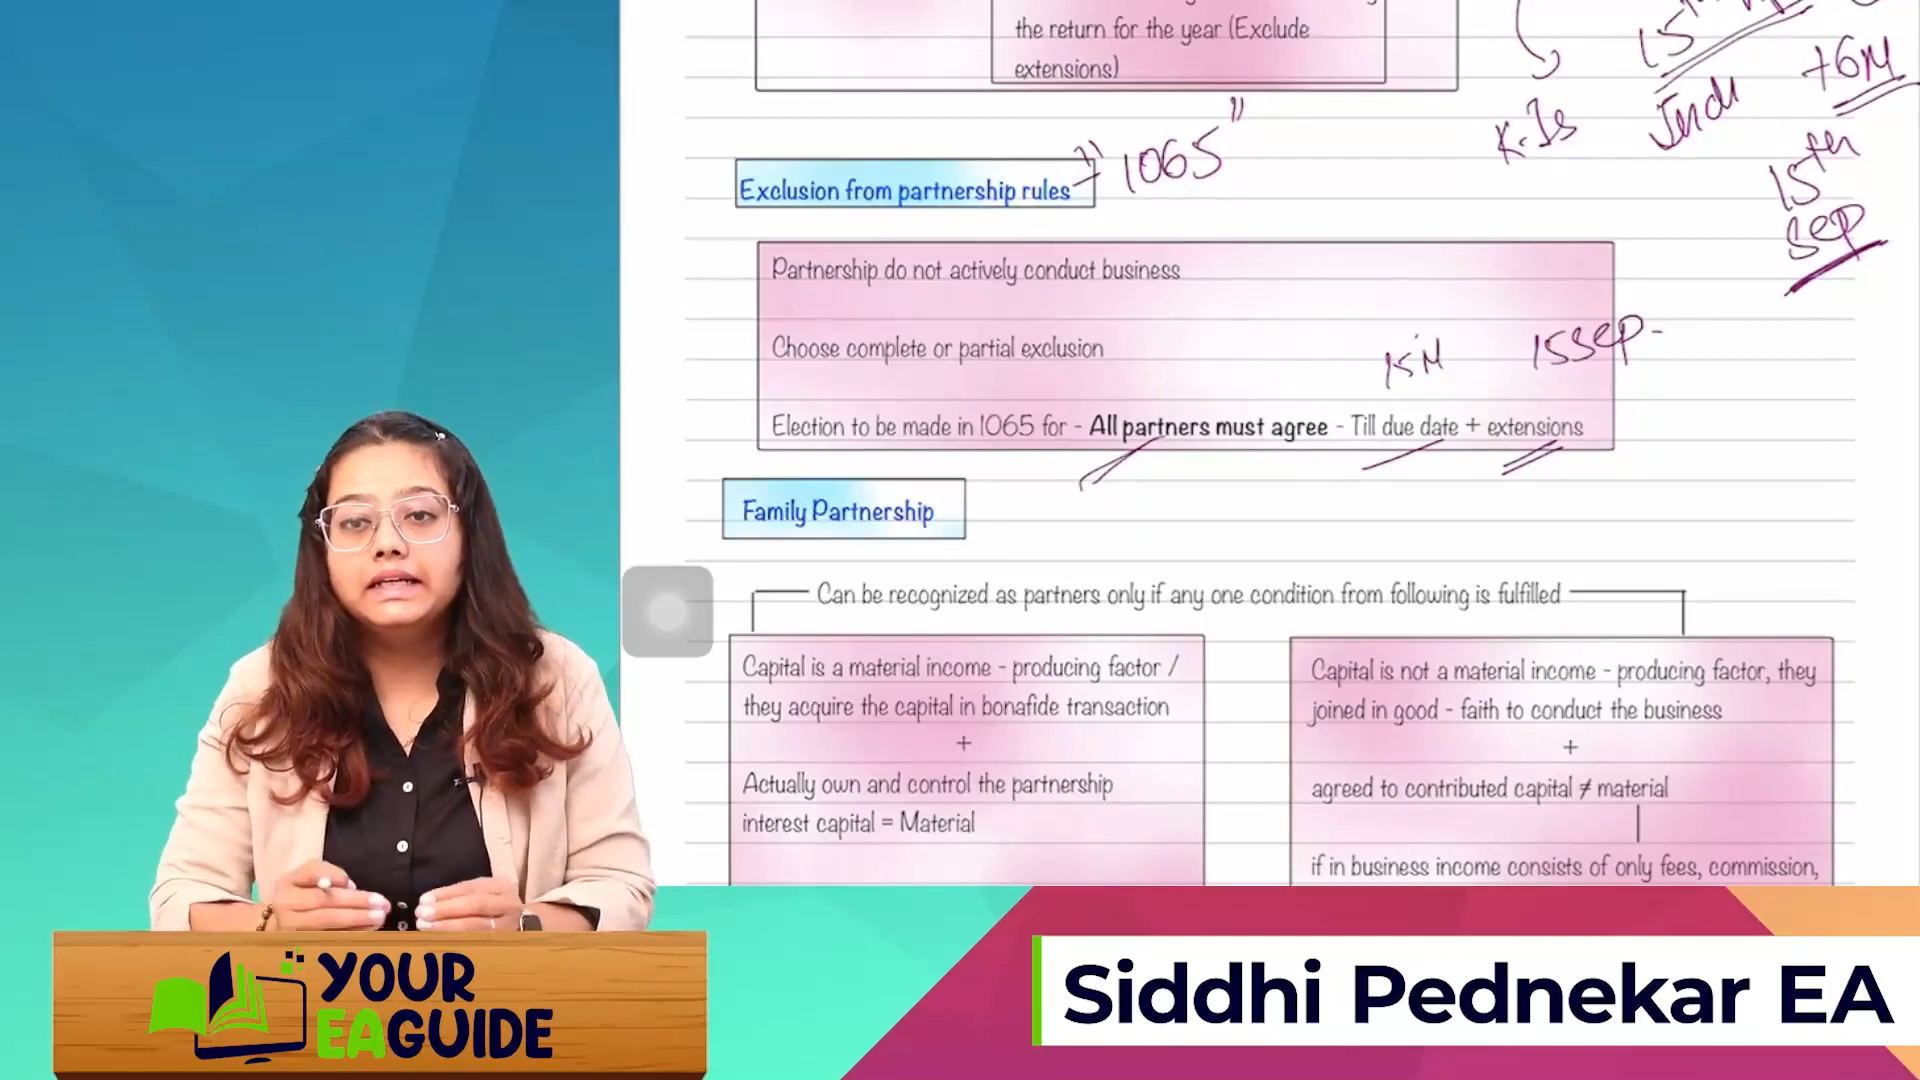 the return for the year (Exclude
extensions)
K-1s
15th
+6M
Indi
15th
Sep
Exclusion from partnership rules
"1065"
Partnership do not actively conduct business
Choose complete or partial exclusion
15 M
15 Sep
Election to be made in 1065 for - All partners must agree - Till due date + extensions
Family Partnership
Can be recognized as partners only if any one condition from following is fulfilled
Capital is a material income - producing factor /
they acquire the capital in bonafide transaction
+
Actually own and control the partnership
interest capital = Material
Capital is not a material income - producing factor, they
joined in good - faith to conduct the business
+
agreed to contributed capital ≠ material
if in business income consists of only fees, commission,
YOUR
EAGUIDE
Siddhi Pednekar EA